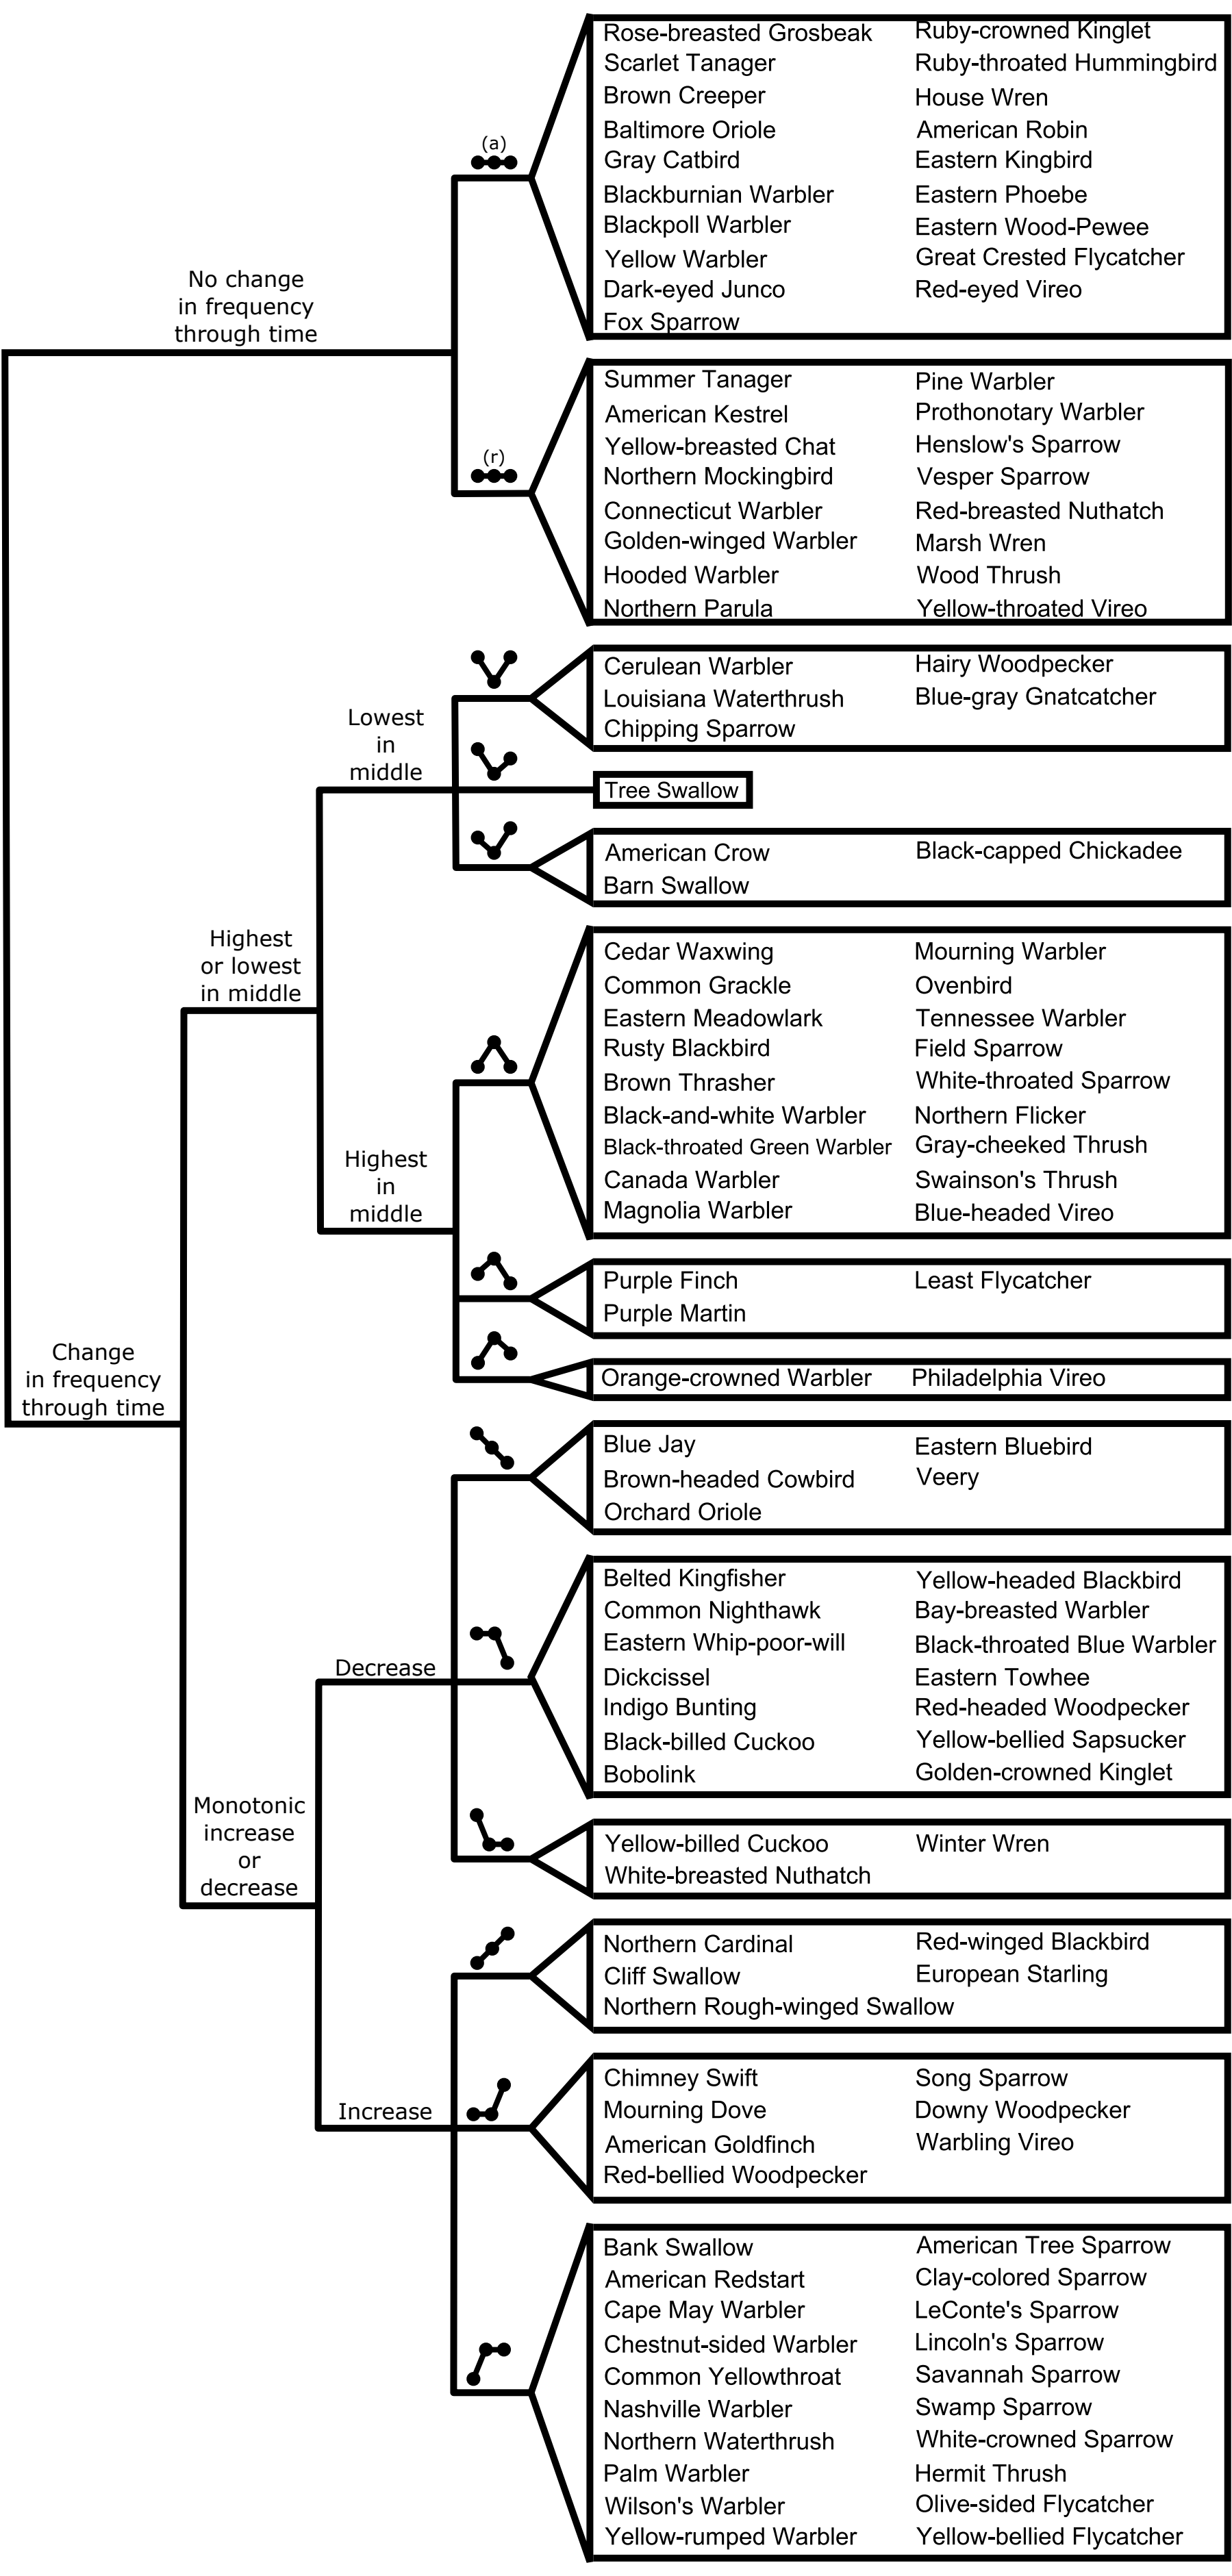 Rose-breasted Grosbeak Ruby-crowned Kinglet
Scarlet Tanager Ruby-throated Hummingbird
Brown Creeper House Wren
(a)
Baltimore Oriole American Robin
Gray Catbird Eastern Kingbird
Blackburnian Warbler Eastern Phoebe
Blackpoll Warbler Eastern Wood-Pewee
Yellow Warbler Great Crested Flycatcher
Dark-eyed Junco Red-eyed Vireo
Fox Sparrow
No change
in frequency
through time
Summer Tanager Pine Warbler
American Kestrel Prothonotary Warbler
Yellow-breasted Chat Henslow's Sparrow
(r)
Northern Mockingbird Vesper Sparrow
Connecticut Warbler Red-breasted Nuthatch
Golden-winged Warbler Marsh Wren
Hooded Warbler Wood Thrush
Northern Parula Yellow-throated Vireo
Cerulean Warbler Hairy Woodpecker
Louisiana Waterthrush Blue-gray Gnatcatcher
Chipping Sparrow
Lowest
in
middle
Tree Swallow
American Crow Black-capped Chickadee
Barn Swallow
Highest
or lowest
in middle
Cedar Waxwing Mourning Warbler
Common Grackle Ovenbird
Eastern Meadowlark Tennessee Warbler
Rusty Blackbird Field Sparrow
Brown Thrasher White-throated Sparrow
Black-and-white Warbler Northern Flicker
Black-throated Green Warbler Gray-cheeked Thrush
Canada Warbler Swainson's Thrush
Magnolia Warbler Blue-headed Vireo
Highest
in
middle
Purple Finch Least Flycatcher
Purple Martin
Orange-crowned Warbler Philadelphia Vireo
Change
in frequency
through time
Blue Jay Eastern Bluebird
Brown-headed Cowbird Veery
Orchard Oriole
Belted Kingfisher Yellow-headed Blackbird
Common Nighthawk Bay-breasted Warbler
Eastern Whip-poor-will Black-throated Blue Warbler
Decrease
Dickcissel Eastern Towhee
Indigo Bunting Red-headed Woodpecker
Black-billed Cuckoo Yellow-bellied Sapsucker
Bobolink Golden-crowned Kinglet
Monotonic
increase
or
decrease
Yellow-billed Cuckoo Winter Wren
White-breasted Nuthatch
Northern Cardinal Red-winged Blackbird
Cliff Swallow European Starling
Northern Rough-winged Swallow
Chimney Swift Song Sparrow
Increase
Mourning Dove Downy Woodpecker
American Goldfinch Warbling Vireo
Red-bellied Woodpecker
Bank Swallow American Tree Sparrow
American Redstart Clay-colored Sparrow
Cape May Warbler LeConte's Sparrow
Chestnut-sided Warbler Lincoln's Sparrow
Common Yellowthroat Savannah Sparrow
Nashville Warbler Swamp Sparrow
Northern Waterthrush White-crowned Sparrow
Palm Warbler Hermit Thrush
Wilson's Warbler Olive-sided Flycatcher
Yellow-rumped Warbler Yellow-bellied Flycatcher